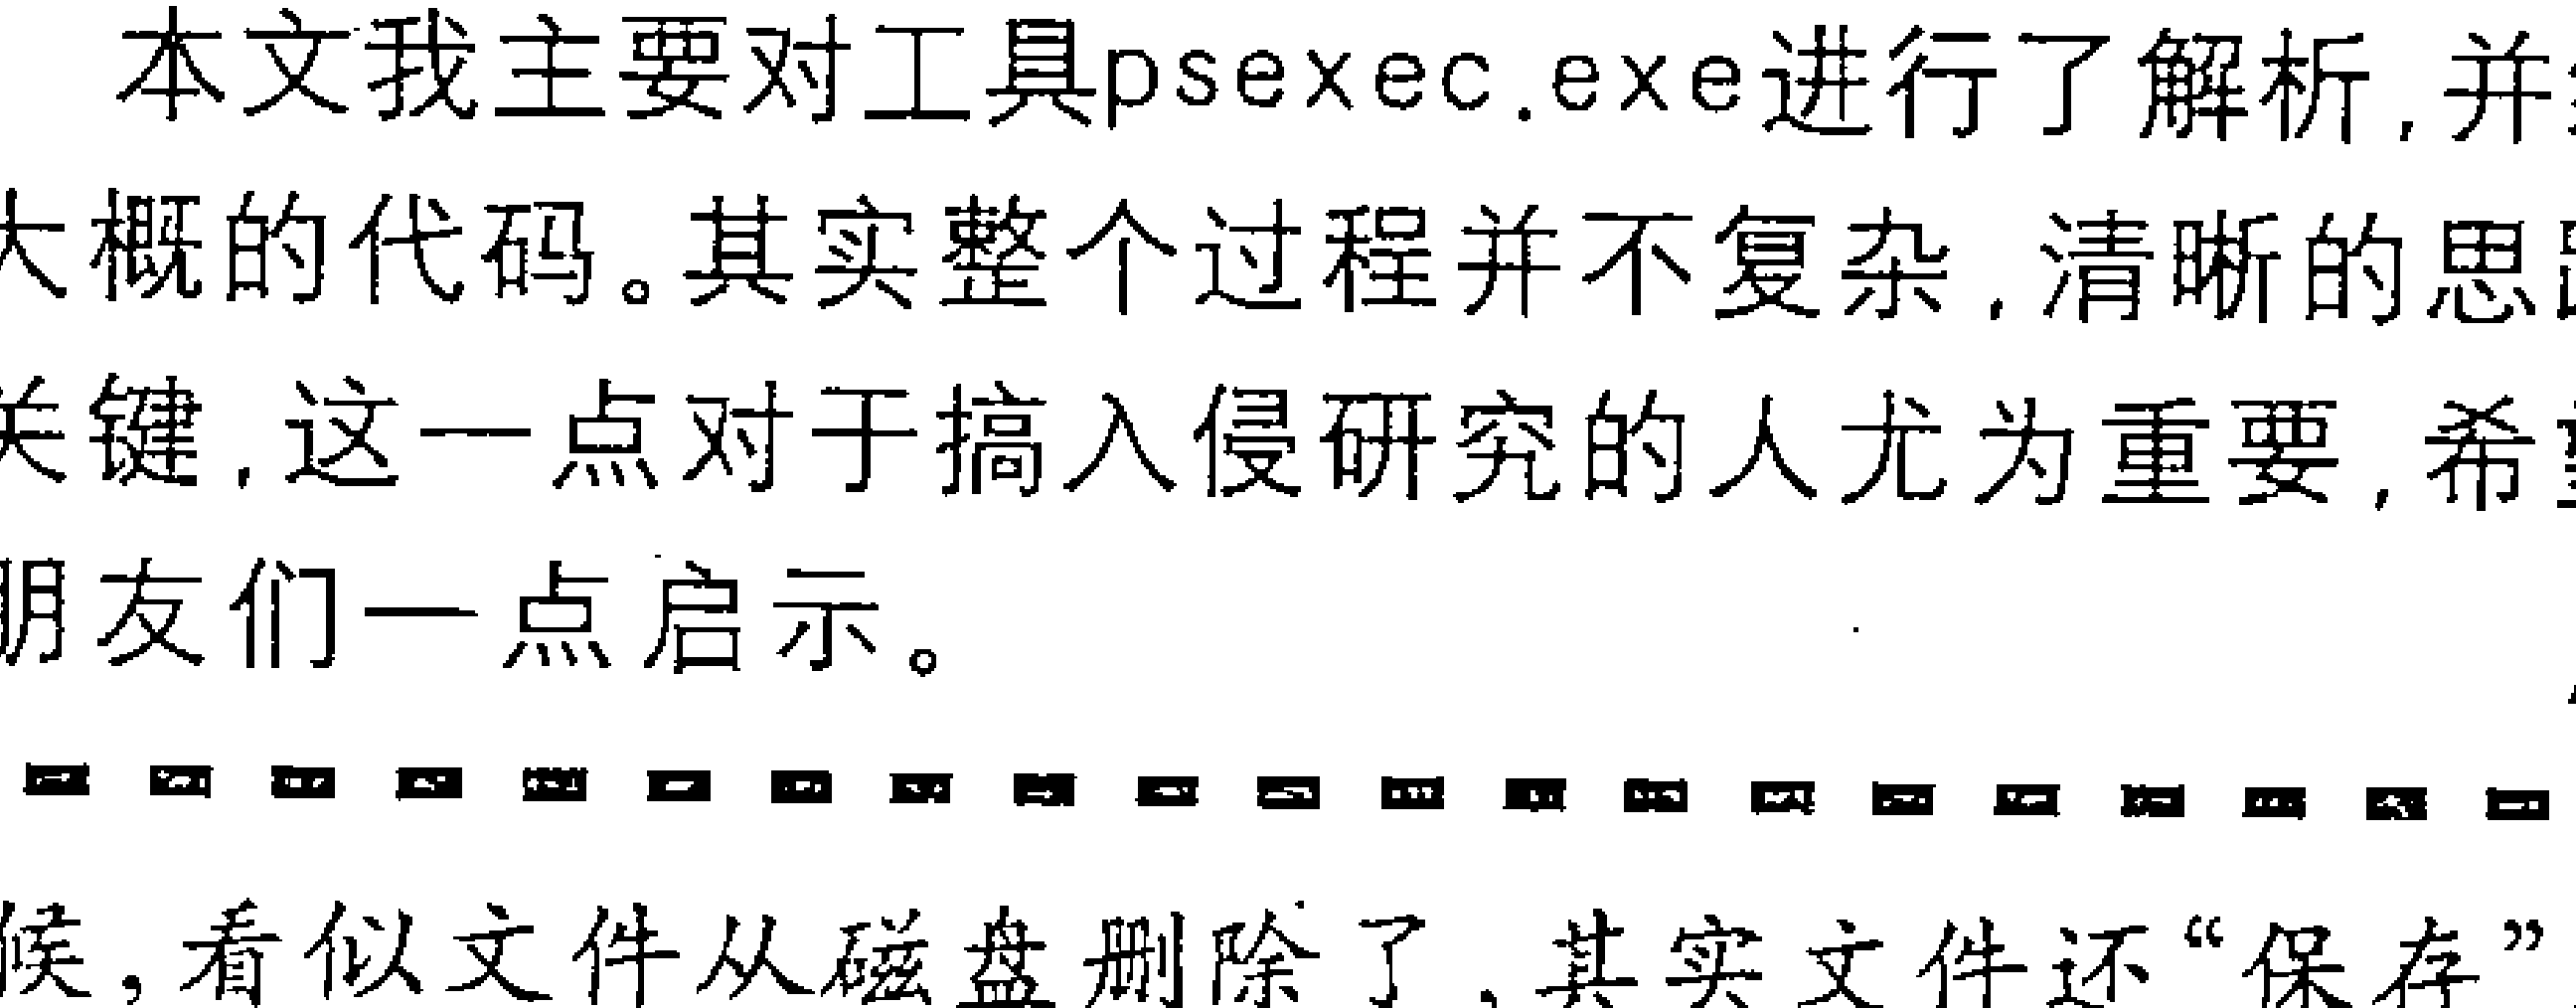 本文我主要对工具psexec.exe进行了解析,并
大概的代码。其实整个过程并不复杂,清晰的思
关键,这一点对于搞入侵研究的人尤为重要,希
朋友们一点启示。
候,看似文件从磁盘删除了,其实文件还“保存”